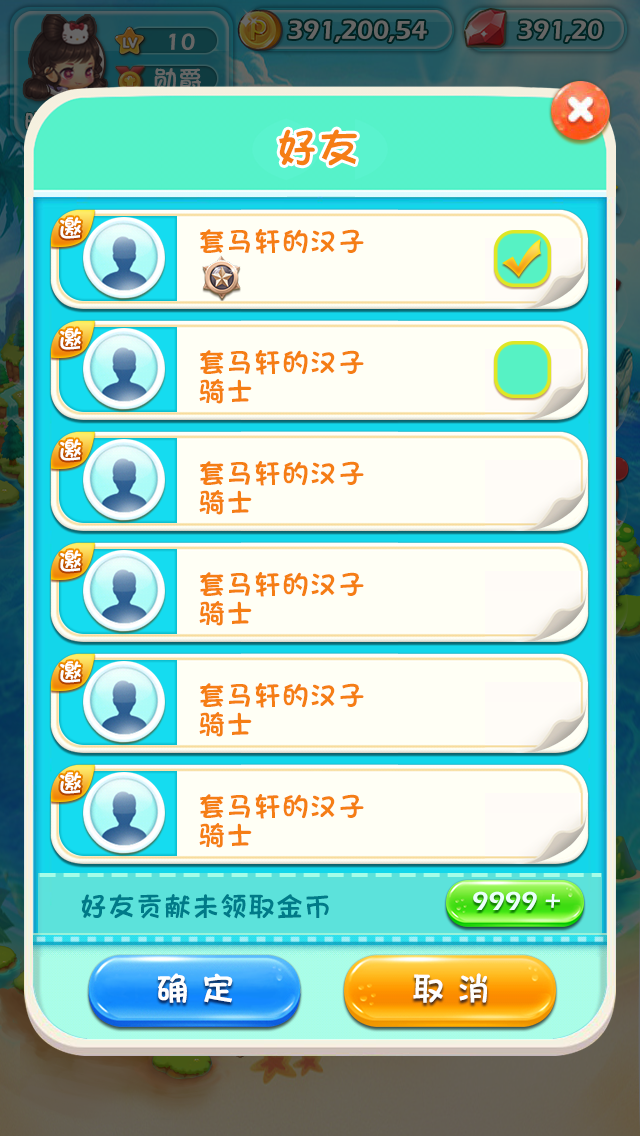 LV 10
391,200,54
391,20
勋爵
好友
邀
套马轩的汉子
邀
套马轩的汉子
骑士
邀
套马轩的汉子
骑士
邀
套马轩的汉子
骑士
邀
套马轩的汉子
骑士
邀
套马轩的汉子
骑士
好友贡献未领取金币
9999 +
确定
取消